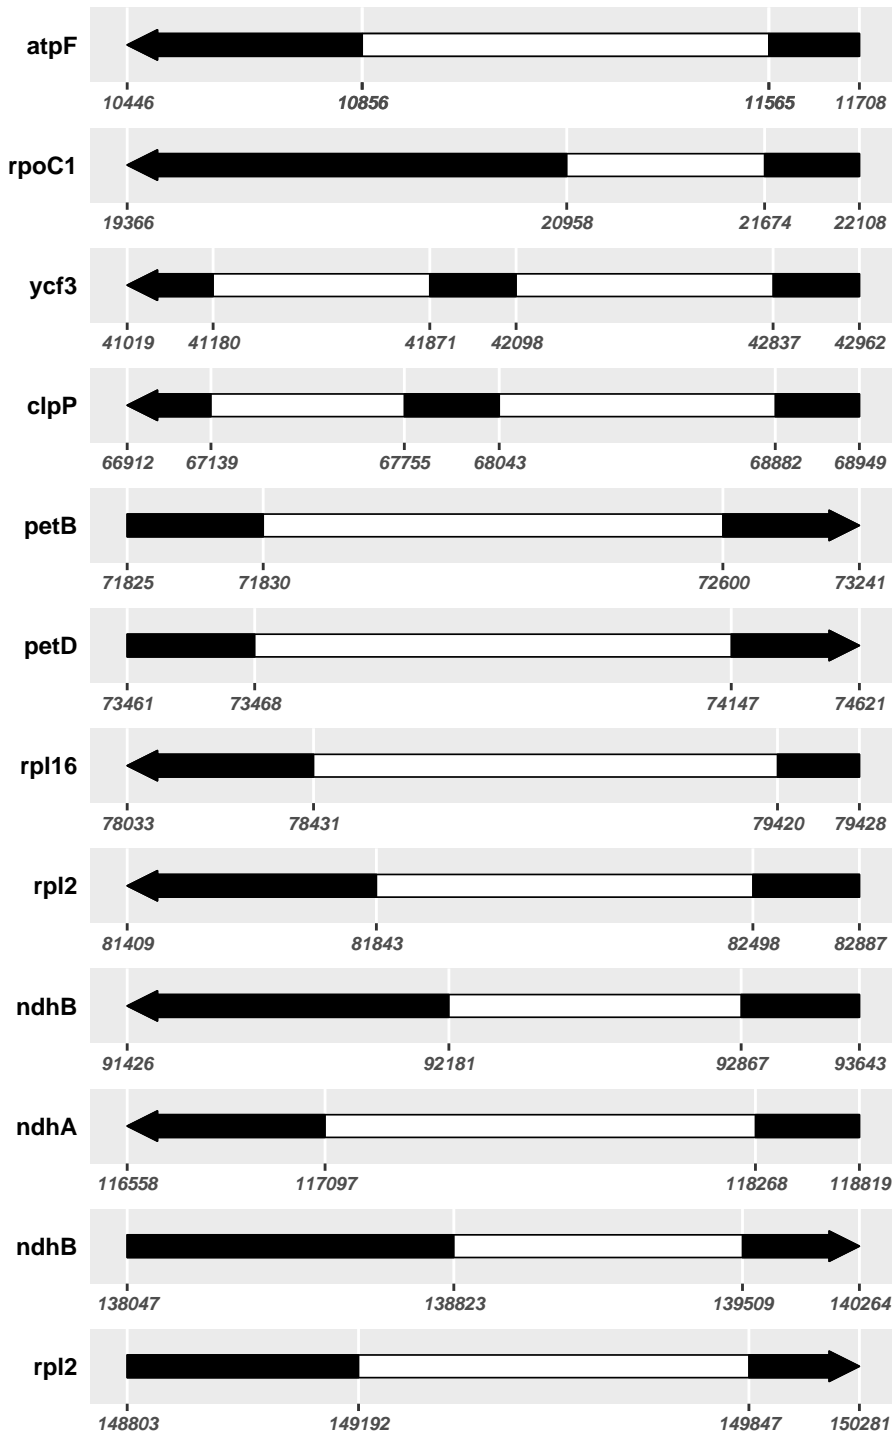 atpF
10446 10856 11565 11708
rpoC1
19366 20958 21674 22108
ycf3
41019 41180 41871 42098 42837 42962
clpP
66912 67139 67755 68043 68882 68949
petB
71825 71830 72600 73241
petD
73461 73468 74147 74621
rpl16
78033 78431 79420 79428
rpl2
81409 81843 82498 82887
ndhB
91426 92181 92867 93643
ndhA
116558 117097 118268 118819
ndhB
138047 138823 139509 140264
rpl2
148803 149192 149847 150281